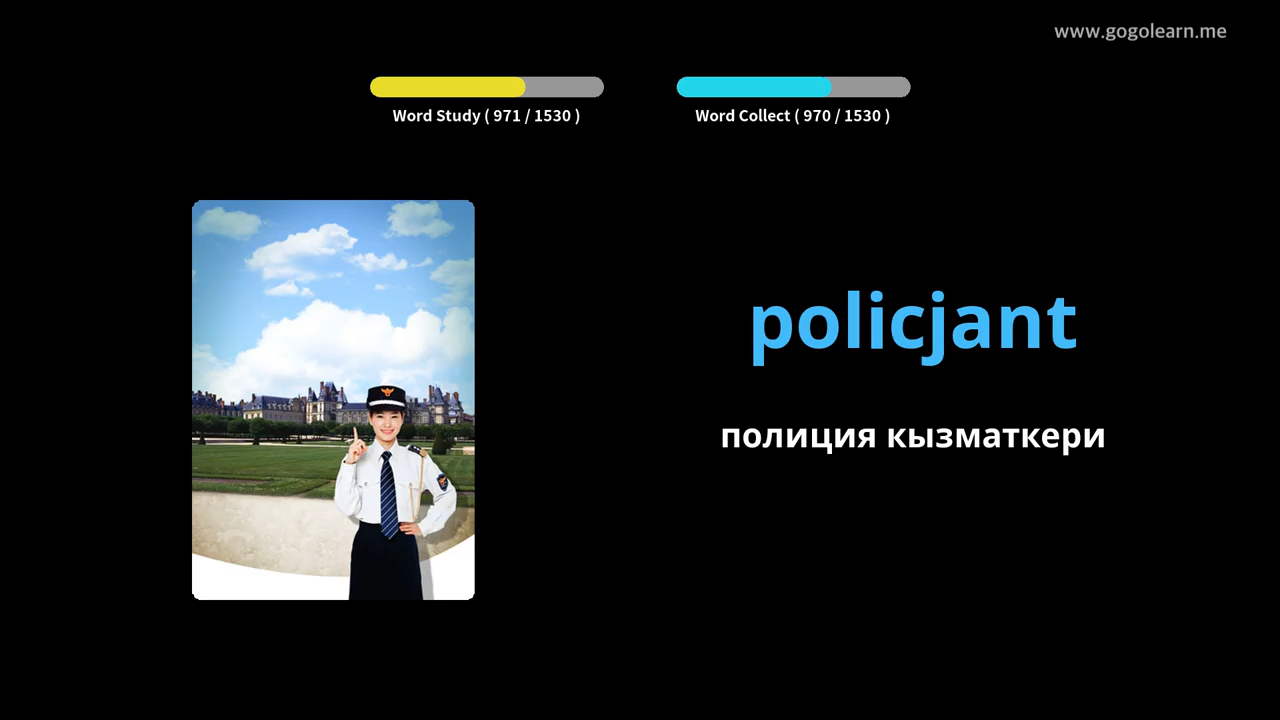 www.gogolearn.me
Word Study ( 971 / 1530 )
Word Collect ( 970 / 1530 )
policjant
полиция кызматкери